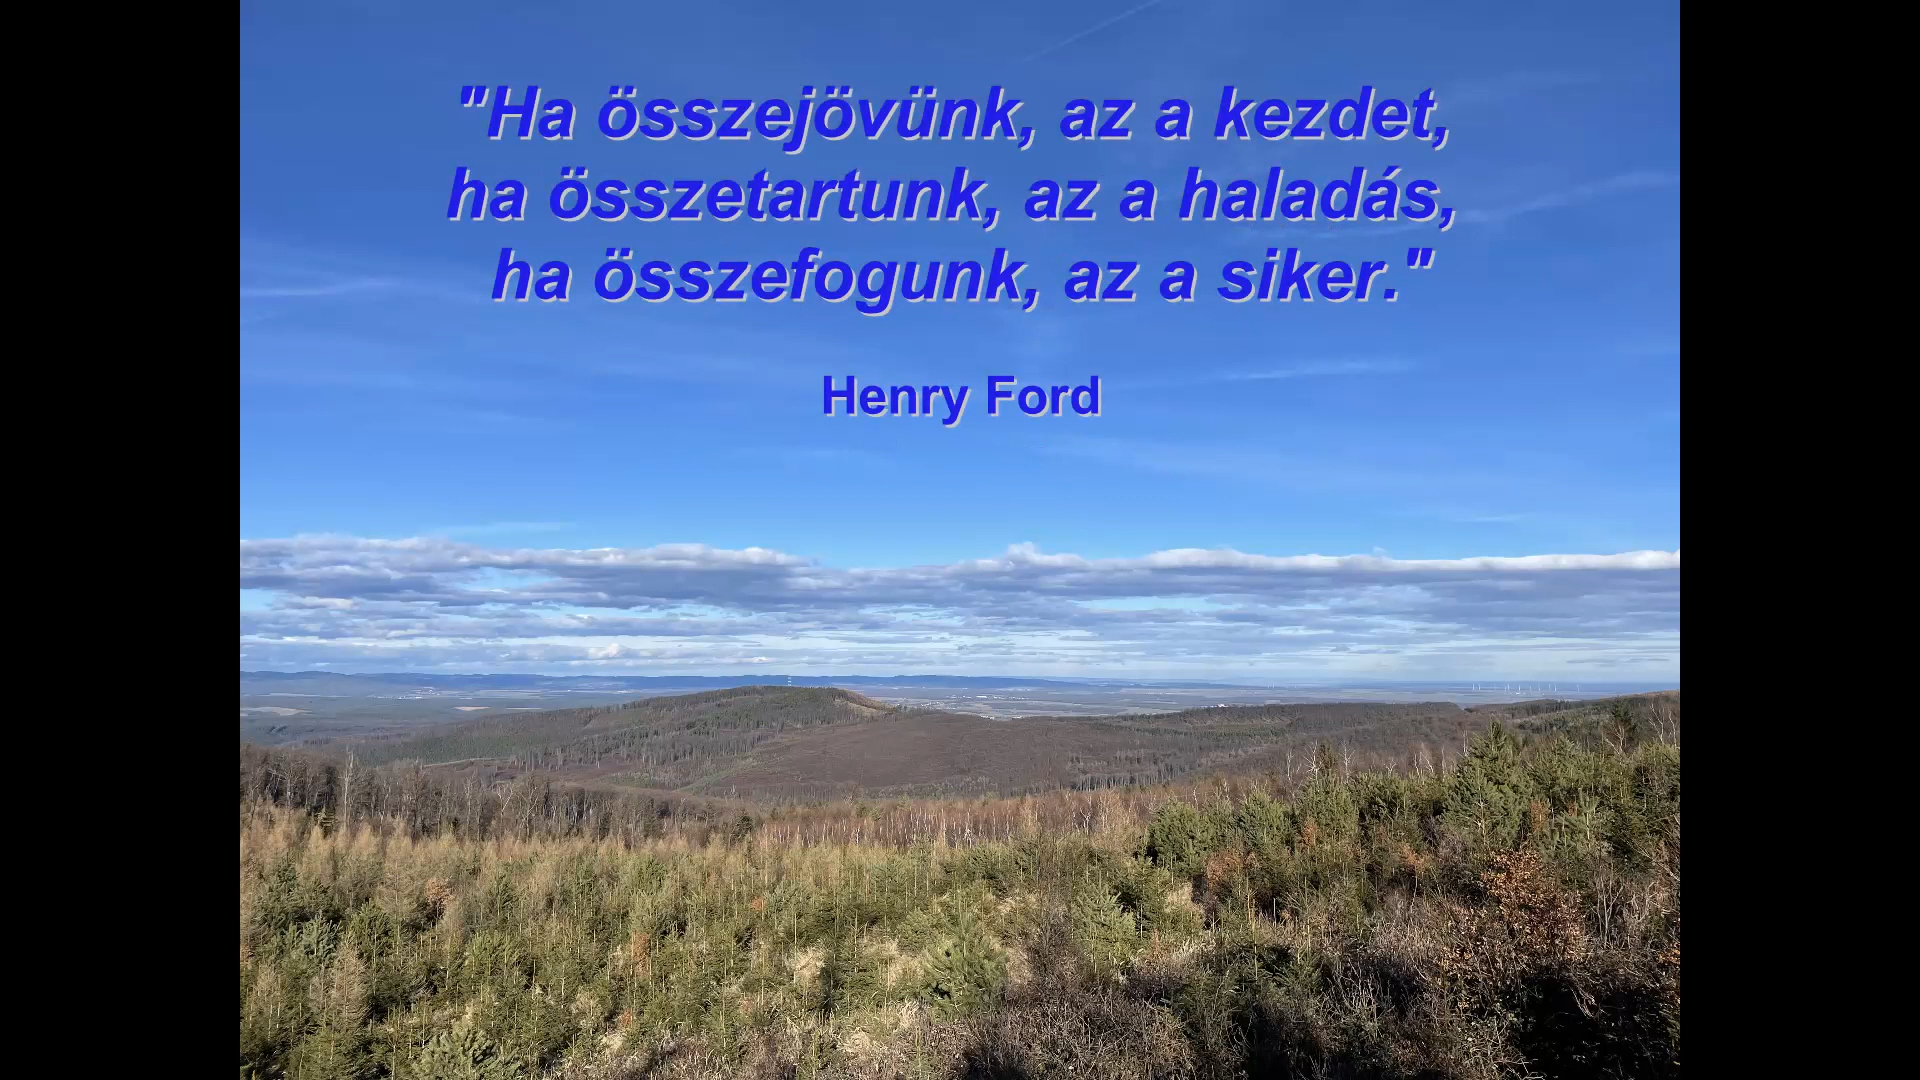 "Ha összejövünk, az a kezdet,
ha összetartunk, az a haladás,
ha összefogunk, az a siker."
Henry Ford